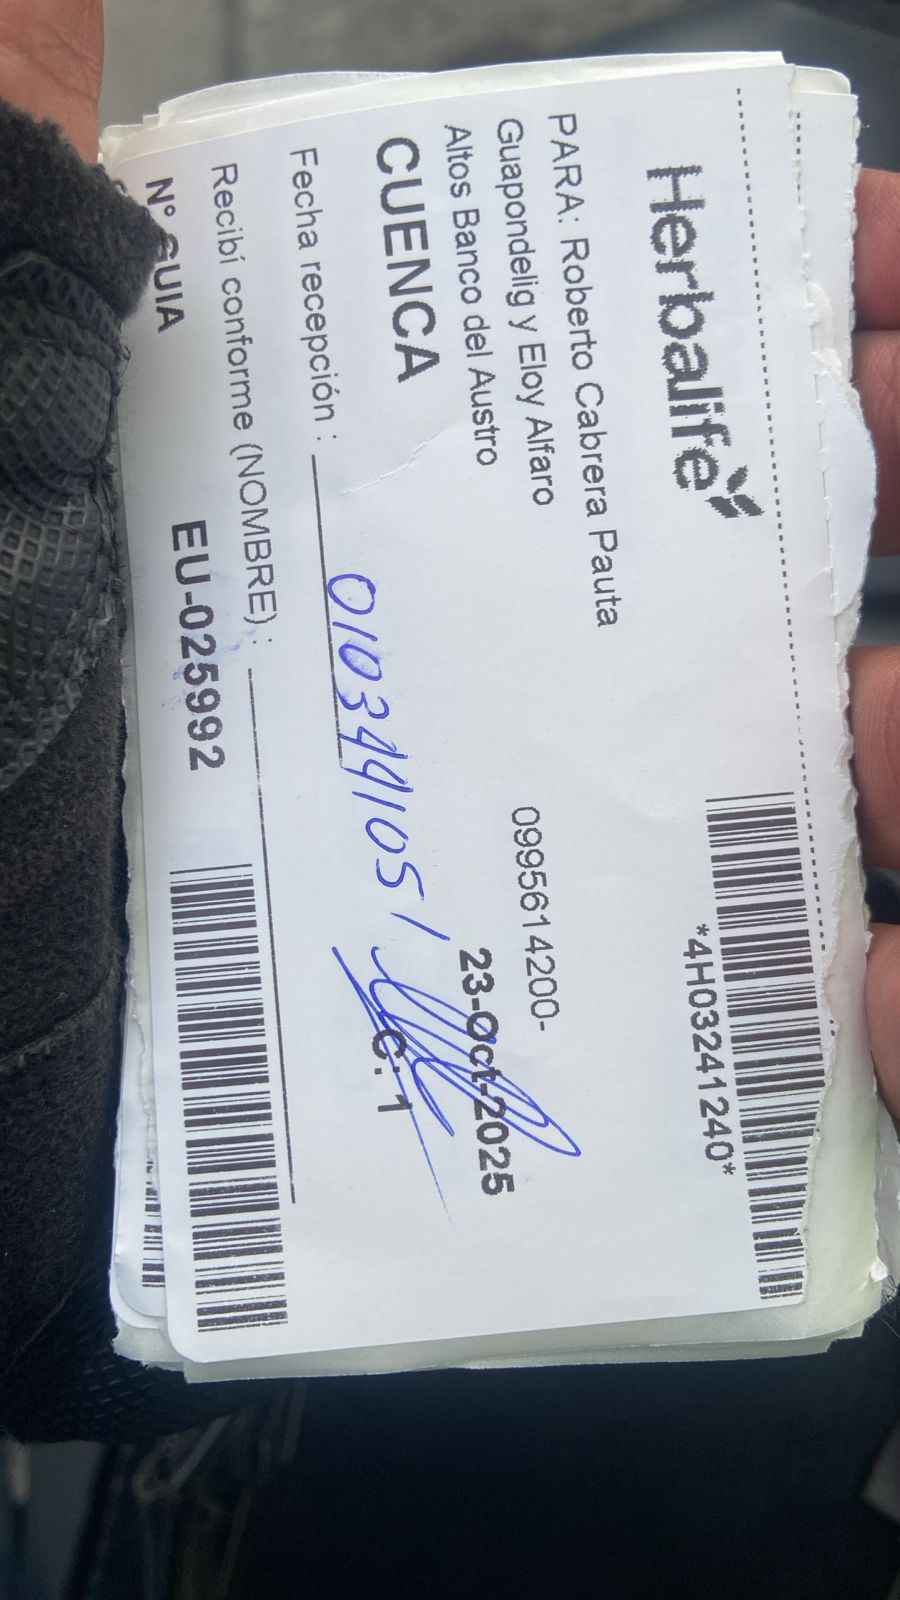 Herbalife
*4H03241240*
PARA: Roberto Cabrera Pauta
Guapondelig y Eloy Alfaro
0995614200-
Altos Banco del Austro
23-Oct-2025
CUENCA
C: 1
Fecha recepción :
0103441051
Recibí conforme (NOMBRE) :
N° GUIA
EU-025992